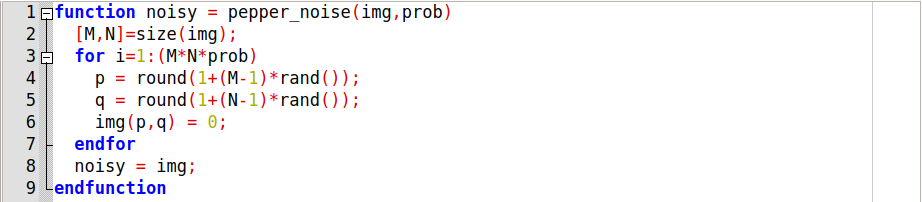 1 function noisy = pepper_noise(img,prob)
2   [M,N]=size(img);
3   for i=1:(M*N*prob)
4     p = round(1+(M-1)*rand());
5     q = round(1+(N-1)*rand());
6     img(p,q) = 0;
7   endfor
8   noisy = img;
9 endfunction